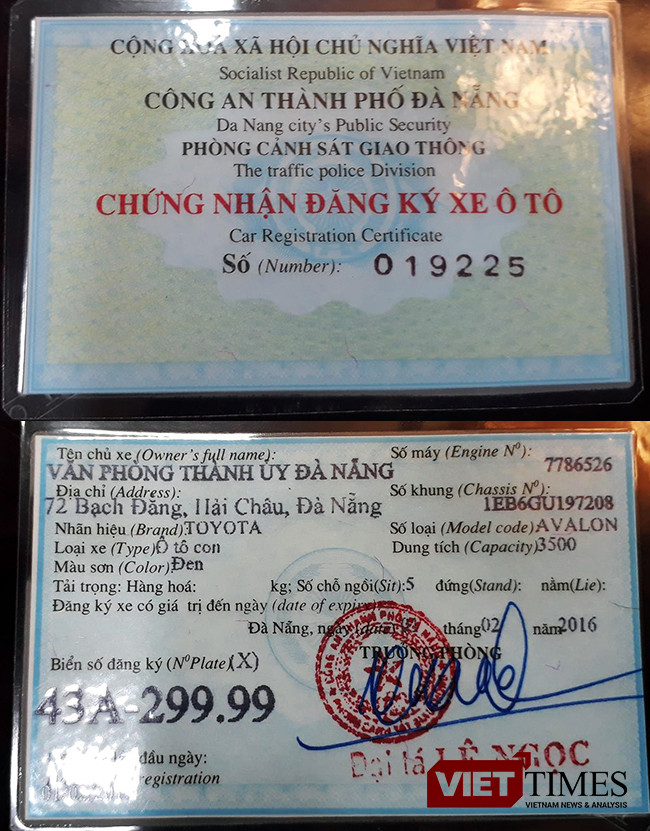 CỘNG HÒA XÃ HỘI CHỦ NGHĨA VIỆT NAM
Socialist Republic of Vietnam
CÔNG AN THÀNH PHỐ ĐÀ NẴNG
Da Nang city's Public Security
PHÒNG CẢNH SÁT GIAO THÔNG
The traffic police Division
CHỨNG NHẬN ĐĂNG KÝ XE Ô TÔ
Car Registration Certificate
Số (Number): 019225
Tên chủ xe (Owner's full name):
VĂN PHÒNG THÀNH ỦY ĐÀ NẴNG
Địa chỉ (Address):
72 Bạch Đằng, Hải Châu, Đà Nẵng
Nhãn hiệu (Brand): TOYOTA
Loại xe (Type) Ô tô con
Màu sơn (Color): Đen
Số máy (Engine Nº): 7786526
Số khung (Chassis Nº):
1EB6GU197208
Số loại (Model code) AVALON
Dung tích (Capacity) 3500
Tải trọng: Hàng hoá: kg; Số chỗ ngồi (Sit): 5 đứng (Stand): nằm (Lie):
Đăng ký xe có giá trị đến ngày (date of expiry)
Đà Nẵng, ngày (date) tháng 02 năm 2016
TRƯỞNG PHÒNG
Biển số đăng ký (Nº Plate) (X)
43A-299.99
đầu ngày:
registration
Đại tá LÊ NGỌC
VIETTIMES
VIETNAM NEWS & ANALYSIS